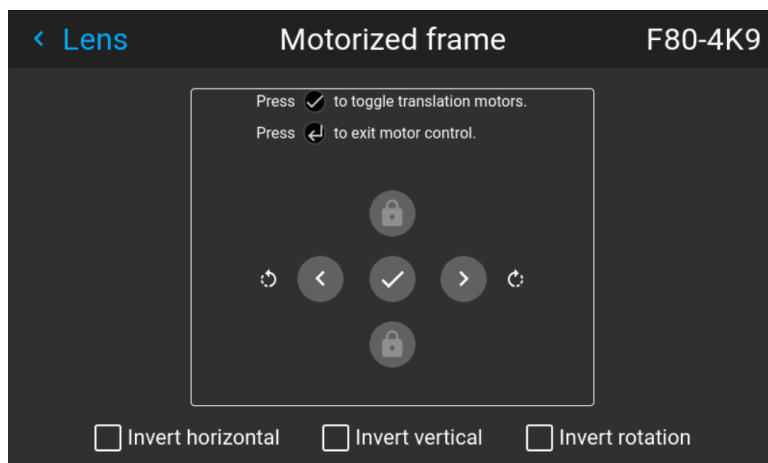 Lens
Motorized frame
F80-4K9
Press to toggle translation motors.
Press to exit motor control.
Invert horizontal
Invert vertical
Invert rotation